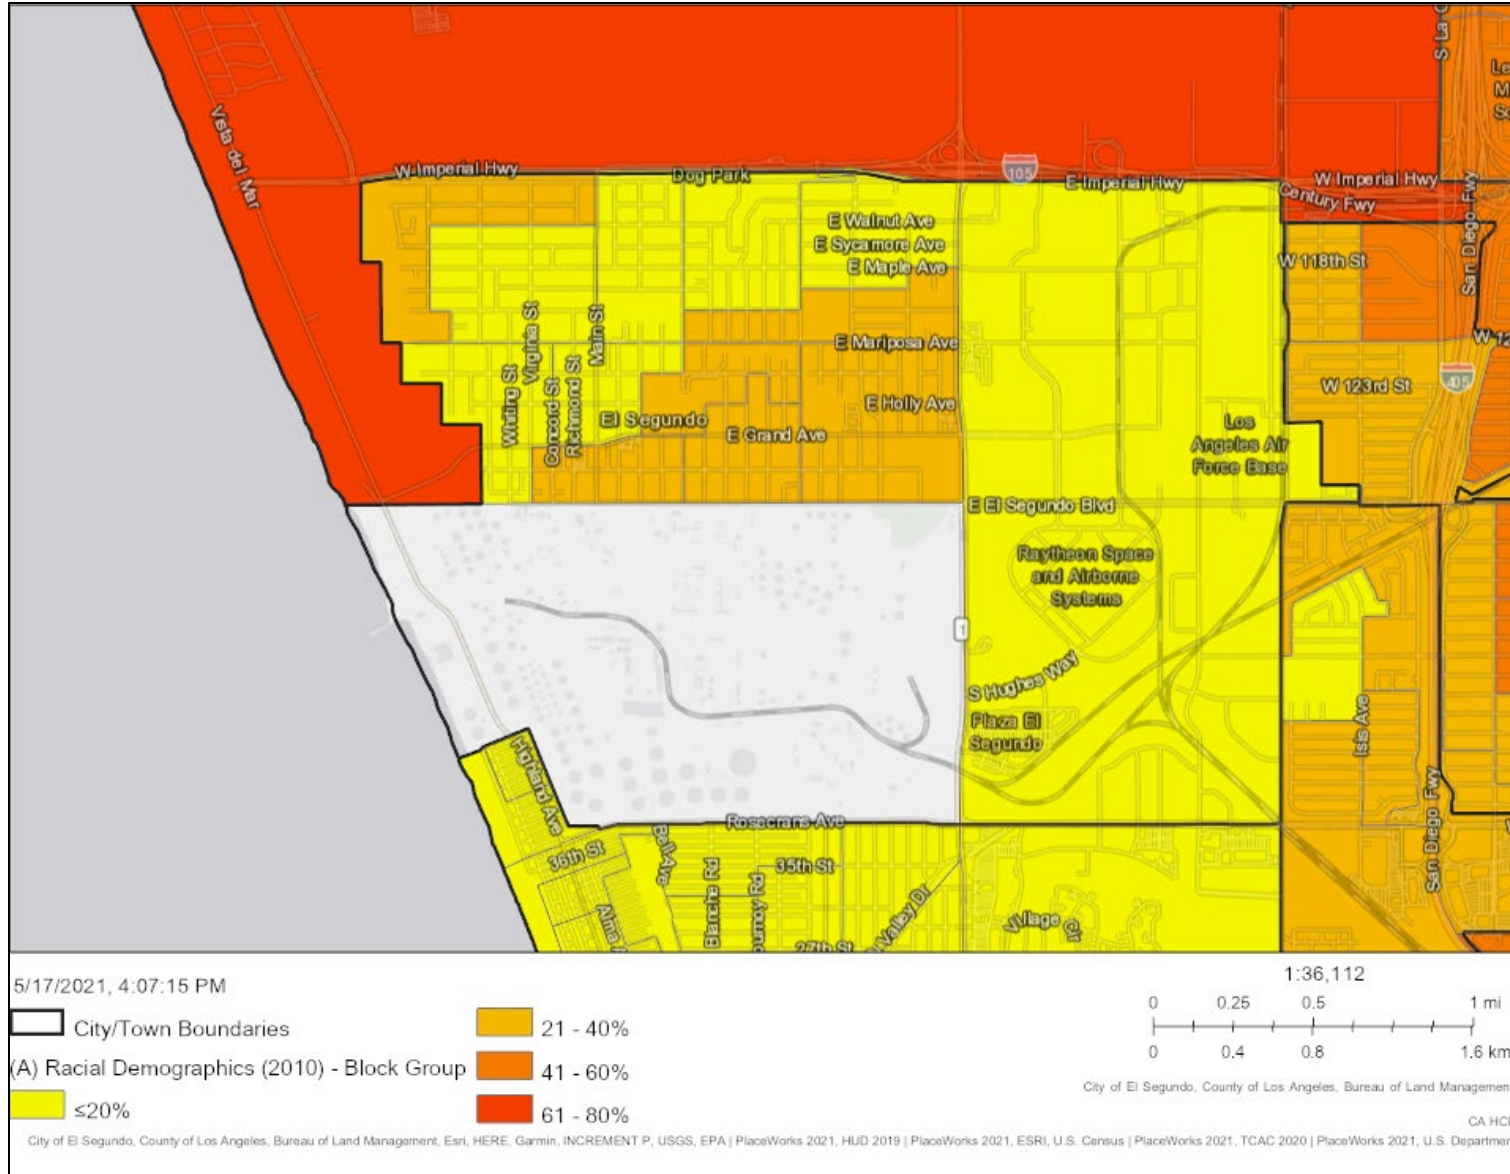 S La C
Vista del Mar
W Imperial Hwy
Dog Park
105
E Imperial Hwy
W Imperial Hwy
Century Fwy
San Diego Fwy
E Walnut Ave
E Sycamore Ave
E Maple Ave
W 118th St
Virginia St
Main St
E Mariposa Ave
W 12
405
W 123rd St
Whiting St
Concord St
Richmond St
El Segundo
E Holly Ave
E Grand Ave
Los
Angeles Air
Force Base
E El Segundo Blvd
Raytheon Space
and Airborne
Systems
1
S Hughes Way
Plaza El
Segundo
Isis Ave
Highland Ave
San Diego Fwy
Rosecrans Ave
36th St
Bell Ave
Blanche Rd
35th St
Valley Dr
Village Cir
27th St
5/17/2021, 4:07:15 PM
City/Town Boundaries
(A) Racial Demographics (2010) - Block Group
≤20%
21 - 40%
41 - 60%
61 - 80%
1:36,112
0 0.25 0.5 1 mi
0 0.4 0.8 1.6 km
City of El Segundo, County of Los Angeles, Bureau of Land Management
CA HC
City of El Segundo, County of Los Angeles, Bureau of Land Management, Esri, HERE, Garmin, INCREMENT P, USGS, EPA | PlaceWorks 2021, HUD 2019 | PlaceWorks 2021, ESRI, U.S. Census | PlaceWorks 2021, TCAC 2020 | PlaceWorks 2021, U.S. Departmen